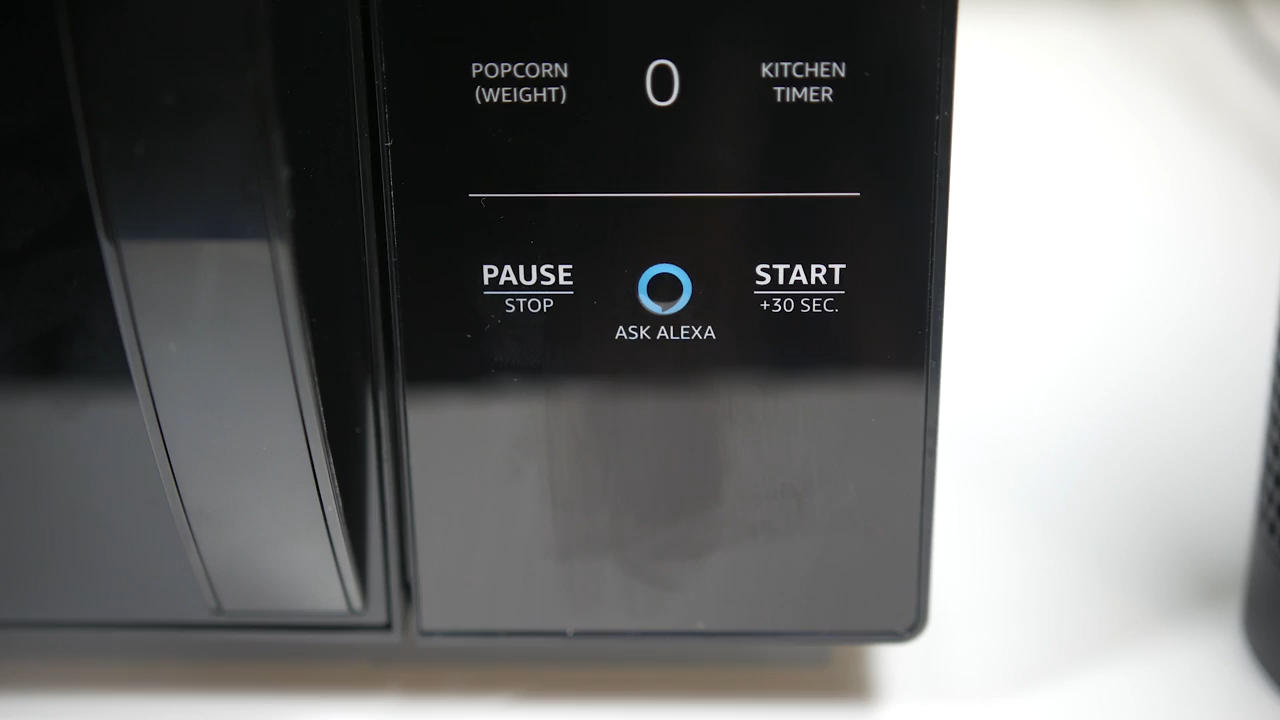 POPCORN
(WEIGHT)
0
KITCHEN
TIMER
PAUSE
STOP
ASK ALEXA
START
+30 SEC.